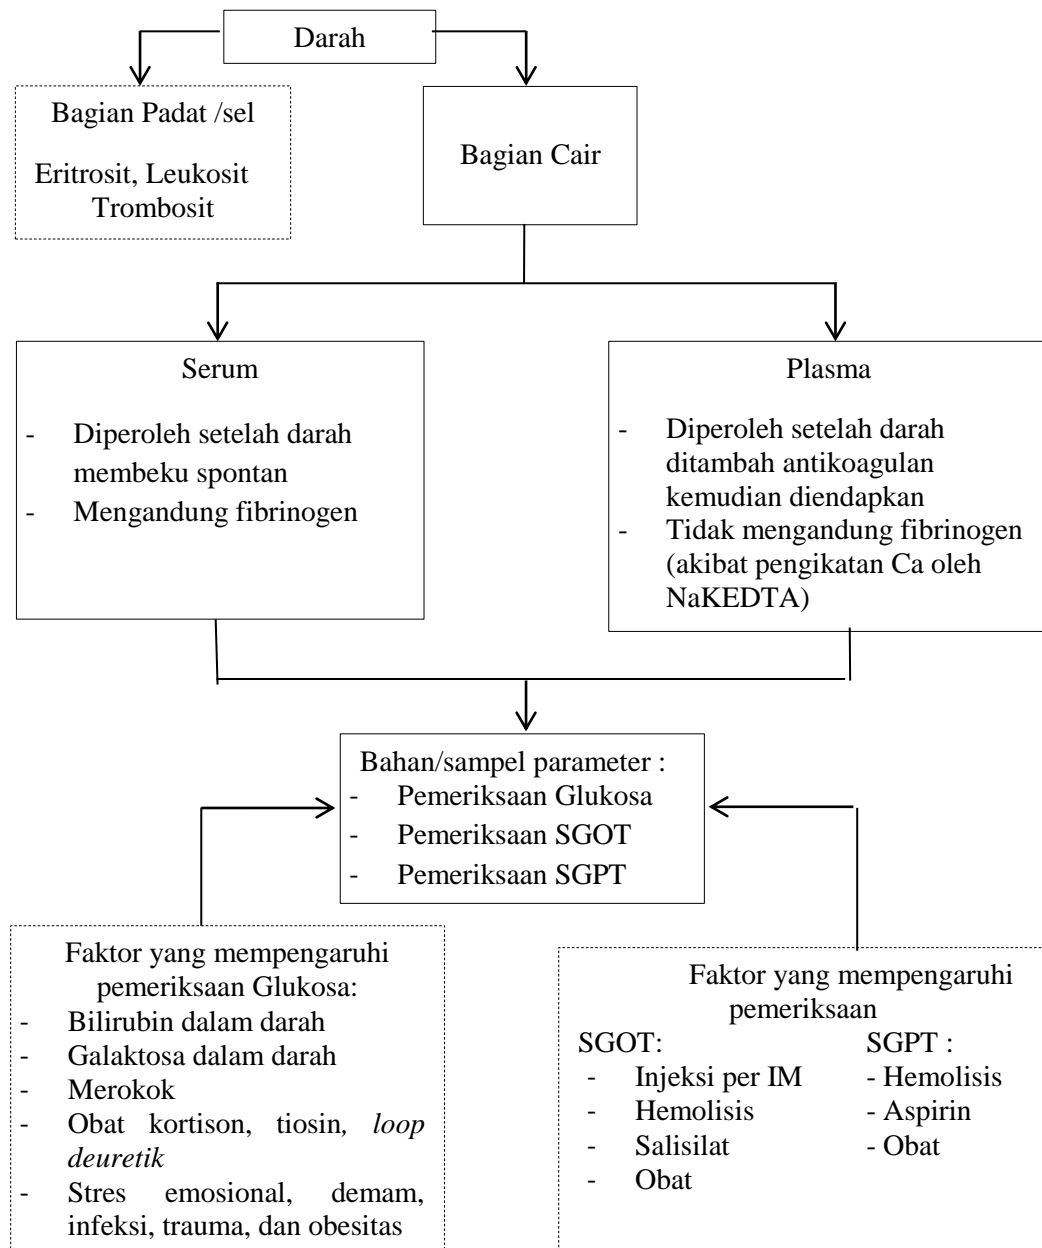 Darah
Bagian Padat /sel
Eritrosit, Leukosit
Trombosit
Bagian Cair
Serum
- Diperoleh setelah darah
membeku spontan
- Mengandung fibrinogen
Plasma
- Diperoleh setelah darah
ditambah antikoagulan
kemudian diendapkan
- Tidak mengandung fibrinogen
(akibat pengikatan Ca oleh
NaKEDTA)
Bahan/sampel parameter :
- Pemeriksaan Glukosa
- Pemeriksaan SGOT
- Pemeriksaan SGPT
Faktor yang mempengaruhi
pemeriksaan Glukosa:
- Bilirubin dalam darah
- Galaktosa dalam darah
- Merokok
- Obat kortison, tiosin, loop
deuretik
- Stres emosional, demam,
infeksi, trauma, dan obesitas
Faktor yang mempengaruhi
pemeriksaan
SGOT:
- Injeksi per IM
- Hemolisis
- Salisilat
- Obat
SGPT :
- Hemolisis
- Aspirin
- Obat